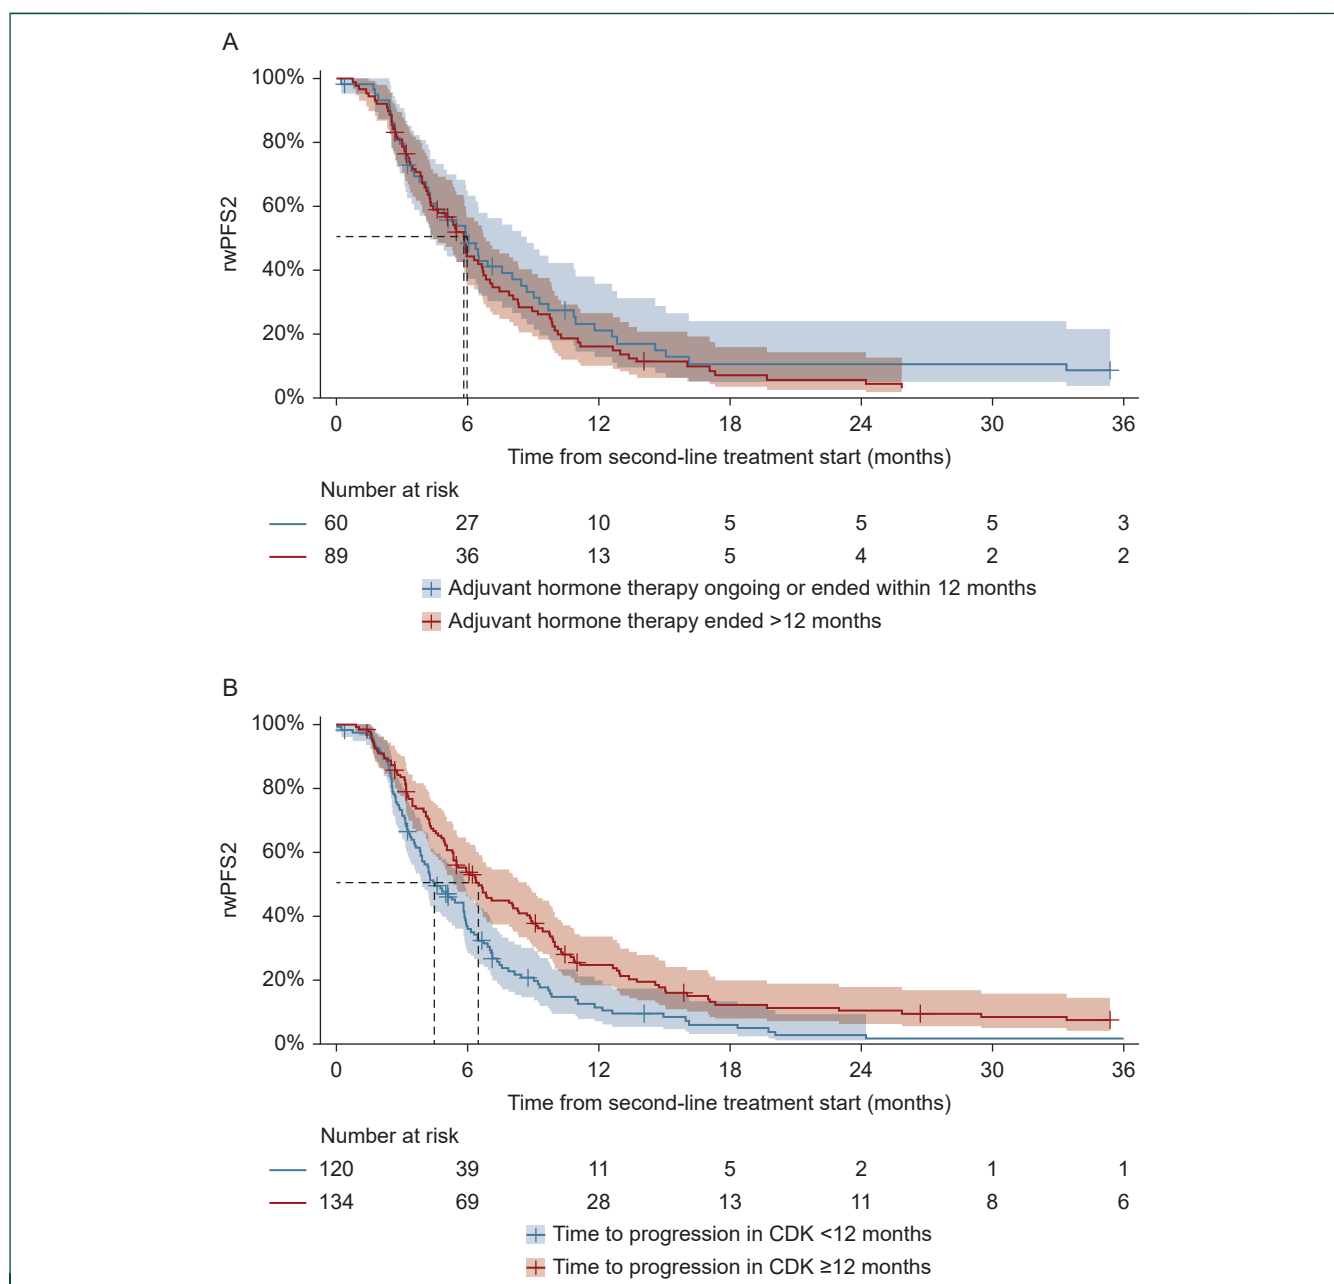 A
100%
80%
60%
40%
20%
0%
rwPFS2
0 6 12 18 24 30 36
Time from second-line treatment start (months)
Number at risk
60 27 10 5 5 5 3
89 36 13 5 4 2 2
Adjuvant hormone therapy ongoing or ended within 12 months
Adjuvant hormone therapy ended >12 months
B
100%
80%
60%
40%
20%
0%
rwPFS2
0 6 12 18 24 30 36
Time from second-line treatment start (months)
Number at risk
120 39 11 5 2 1 1
134 69 28 13 11 8 6
Time to progression in CDK <12 months
Time to progression in CDK ≥12 months